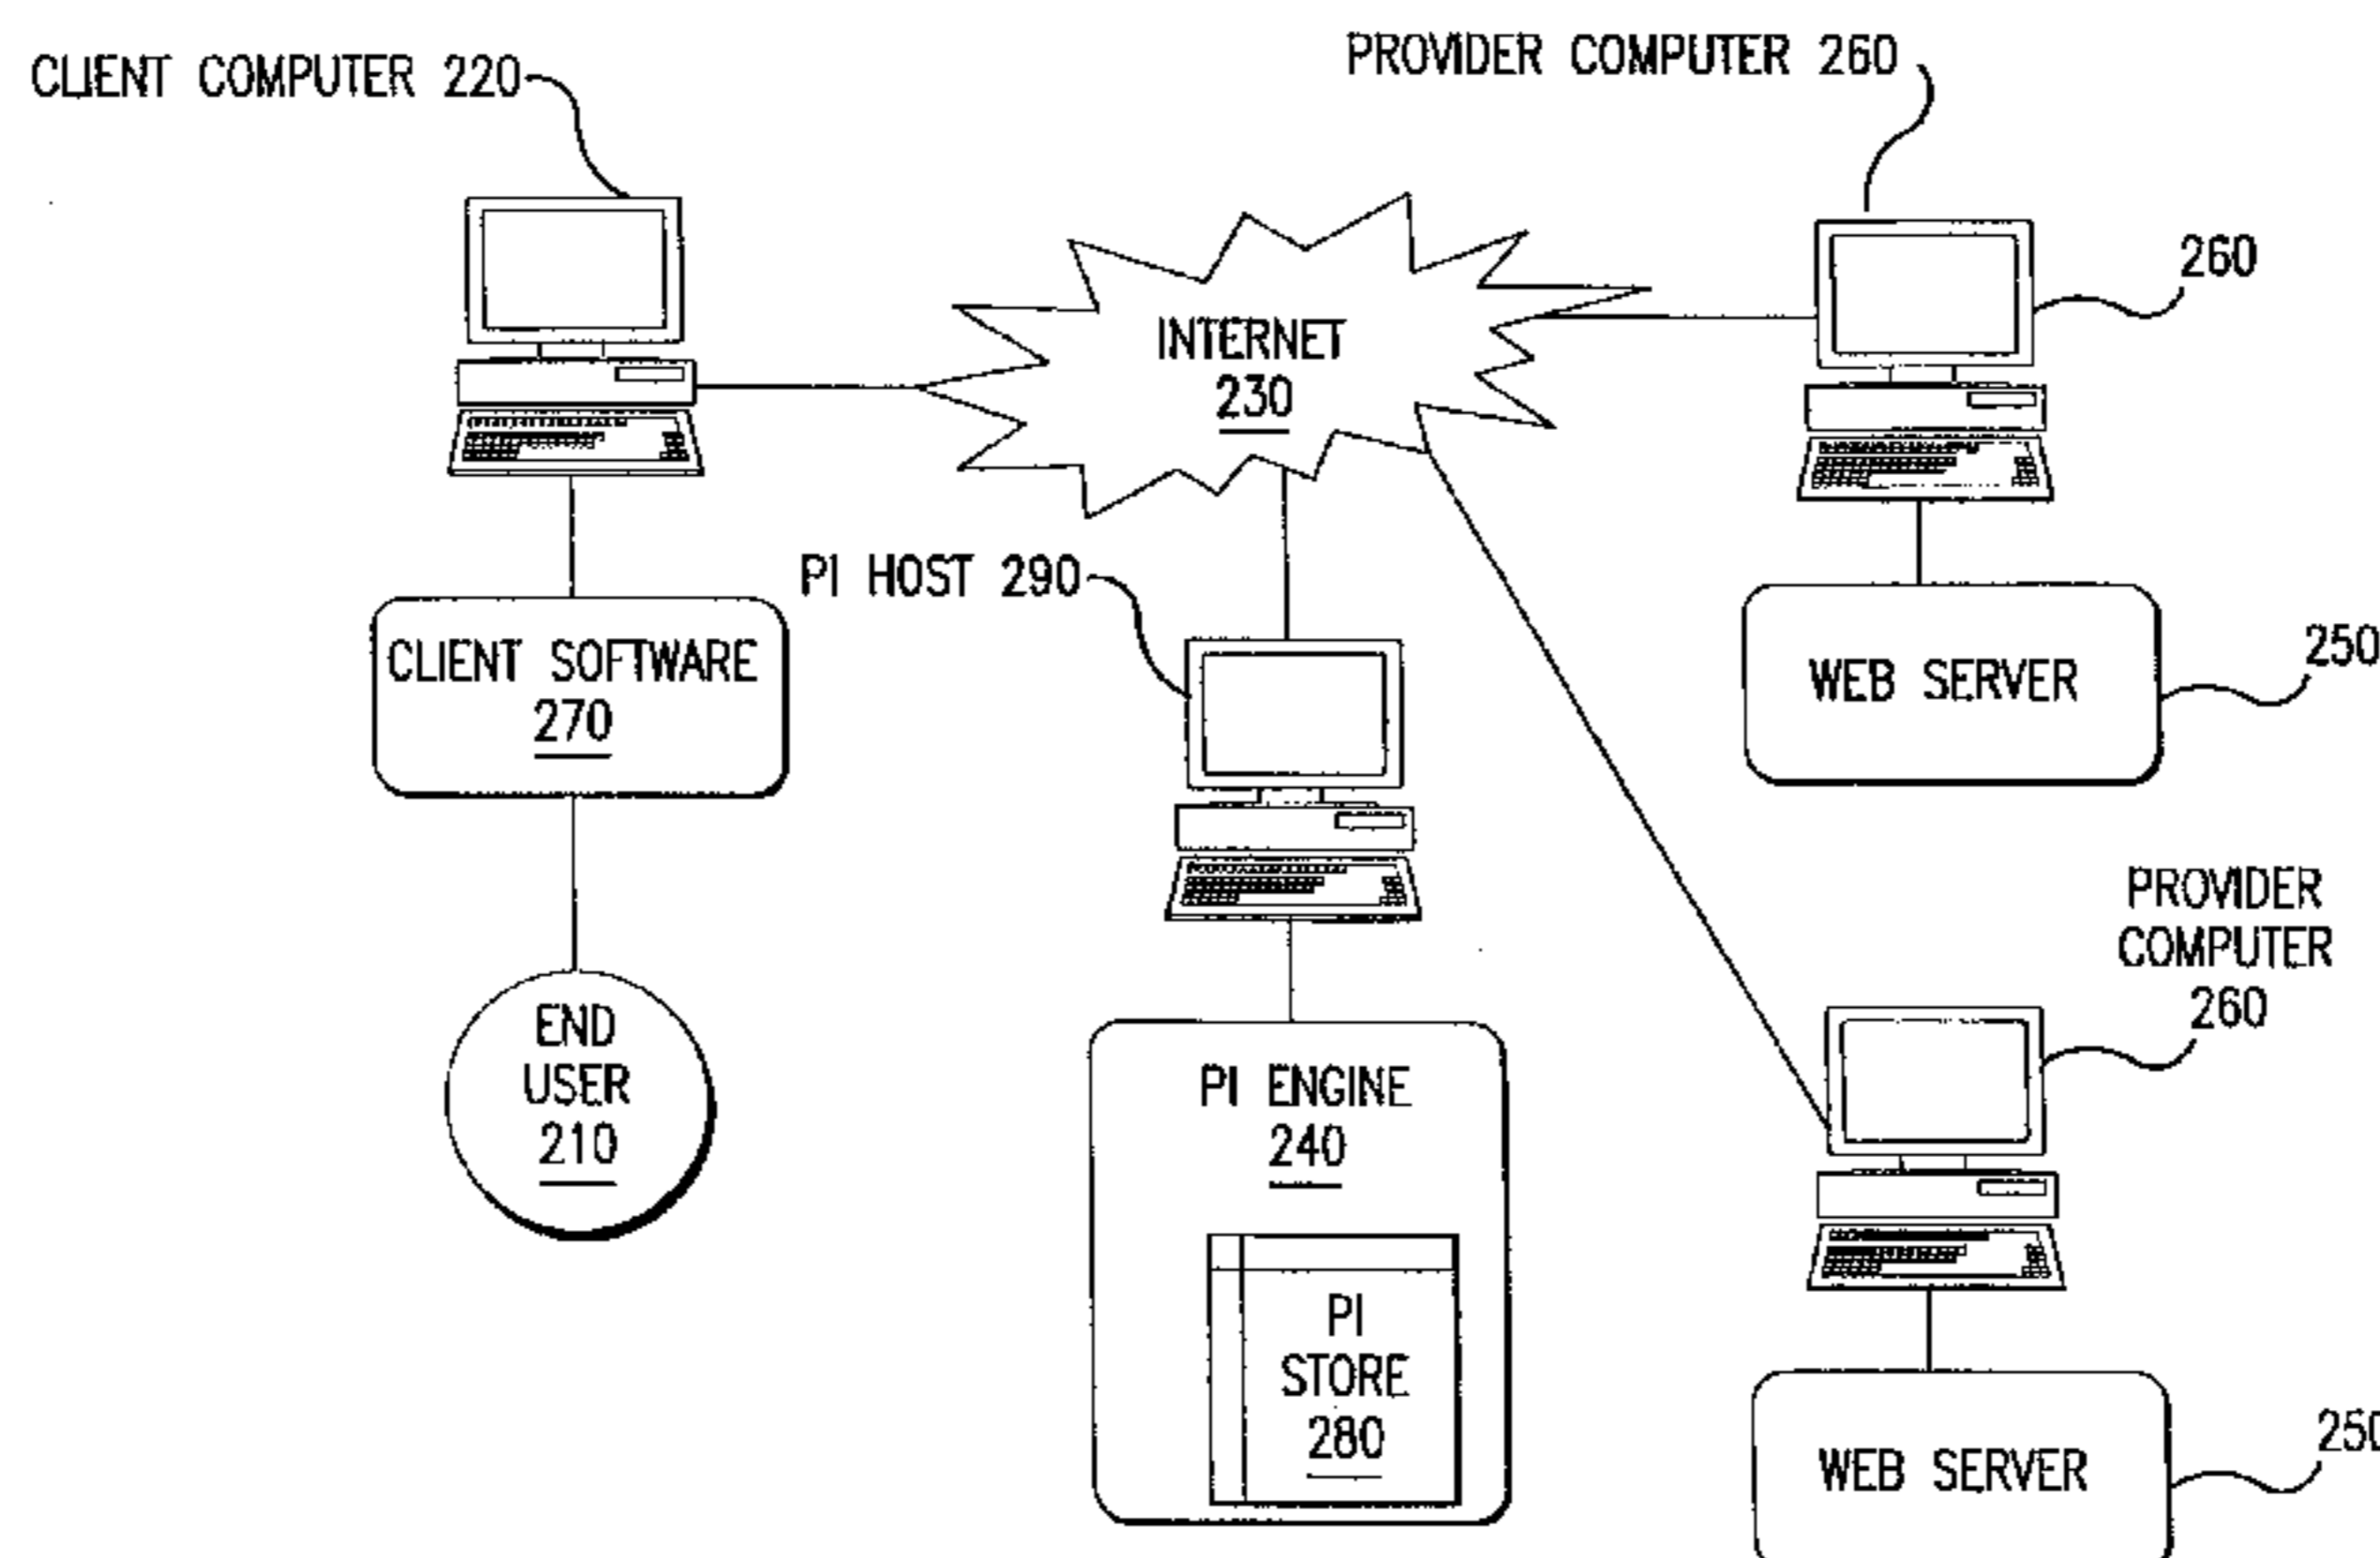 CLIENT COMPUTER 220
PROVIDER COMPUTER 260
260
INTERNET
230
PI HOST 290
CLIENT SOFTWARE
270
WEB SERVER
250
END
USER
210
PI ENGINE
240
PI
STORE
280
PROVIDER
COMPUTER
260
WEB SERVER
250